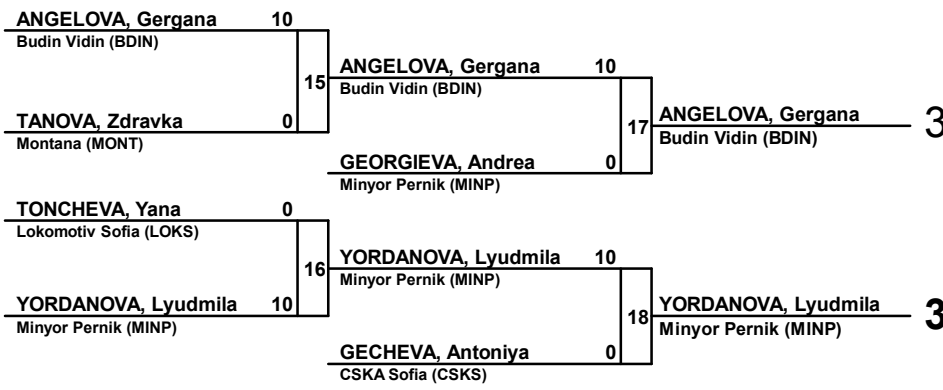 ANGELOVA, Gergana 10
Budin Vidin (BDIN)
15
TANOVA, Zdravka 0
Montana (MONT)
ANGELOVA, Gergana 10
Budin Vidin (BDIN)
17
GEORGIEVA, Andrea 0
Minyor Pernik (MINP)
ANGELOVA, Gergana
Budin Vidin (BDIN)
3
TONCHEVA, Yana 0
Lokomotiv Sofia (LOKS)
16
YORDANOVA, Lyudmila 10
Minyor Pernik (MINP)
YORDANOVA, Lyudmila 10
Minyor Pernik (MINP)
18
GECHEVA, Antoniya 0
CSKA Sofia (CSKS)
YORDANOVA, Lyudmila
Minyor Pernik (MINP)
3